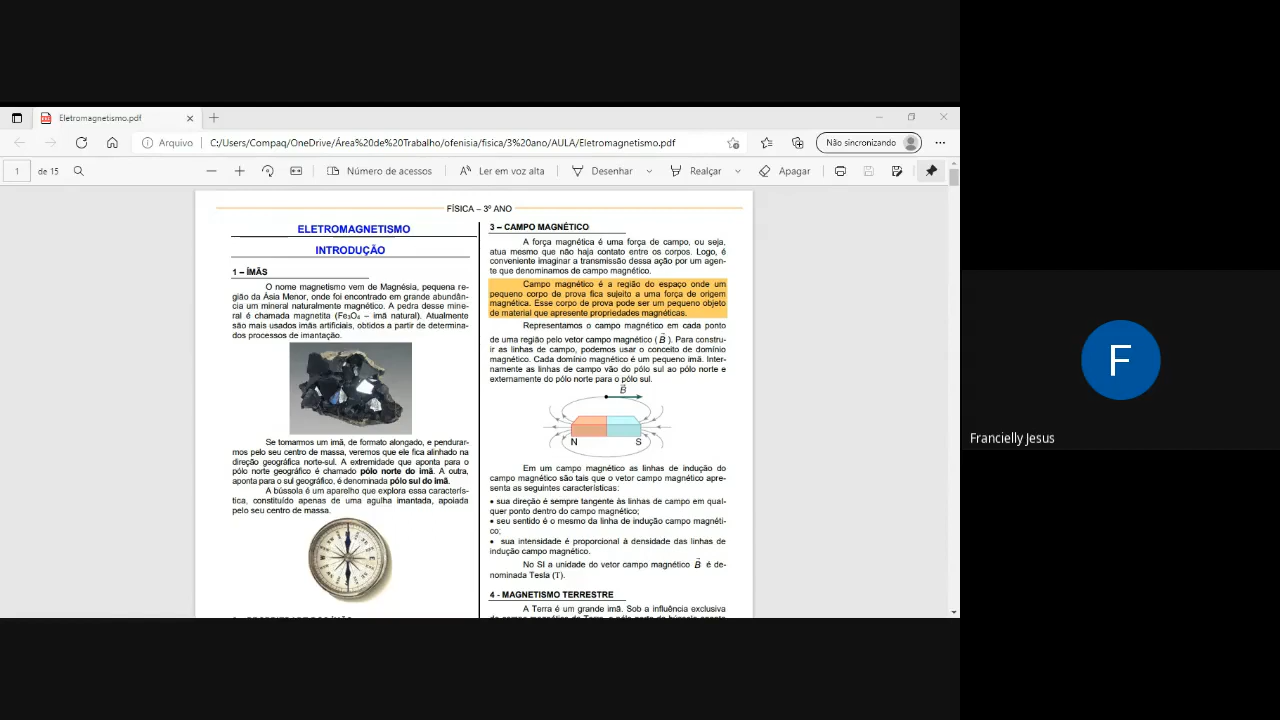 Eletromagnetismo.pdf
Arquivo
C:/Users/Compaq/OneDrive/Área%20de%20Trabalho/ofenisia/fisica/3%20ano/AULA/Eletromagnetismo.pdf
Não sincronizando
1 de 15
Número de acessos
Ler em voz alta
Desenhar
Realçar
Apagar
FÍSICA – 3º ANO
ELETROMAGNETISMO
INTRODUÇÃO
1 – ÍMÃS
O nome magnetismo vem de Magnésia, pequena re-
gião da Ásia Menor, onde foi encontrado em grande abundân-
cia um mineral naturalmente magnético. A pedra desse mine-
ral é chamada magnetita (Fe₃O₄ – imã natural). Atualmente
são mais usados imãs artificiais, obtidos a partir de determina-
dos processos de imantação.
Se tomarmos um imã, de formato alongado, e pendurar-
mos pelo seu centro de massa, veremos que ele fica alinhado na
direção geográfica norte-sul. A extremidade que aponta para o
pólo norte geográfico é chamado pólo norte do imã. A outra,
aponta para o sul geográfico, é denominada pólo sul do imã.
A bússola é um aparelho que explora essa caracterís-
tica, constituído apenas de uma agulha imantada, apoiada
pelo seu centro de massa.
3 – CAMPO MAGNÉTICO
A força magnética é uma força de campo, ou seja,
atua mesmo que não haja contato entre os corpos. Logo, é
conveniente imaginar a transmissão dessa ação por um agen-
te que denominamos de campo magnético.
Campo magnético é a região do espaço onde um
pequeno corpo de prova fica sujeito a uma força de origem
magnética. Esse corpo de prova pode ser um pequeno objeto
de material que apresente propriedades magnéticas.
Representamos o campo magnético em cada ponto
de uma região pelo vetor campo magnético (B⃗). Para constru-
ir as linhas de campo, podemos usar o conceito de domínio
magnético. Cada domínio magnético é um pequeno imã. Inter-
namente as linhas de campo vão do pólo sul ao pólo norte e
externamente do pólo norte para o pólo sul.
B⃗
N S
Em um campo magnético as linhas de indução do
campo magnético são tais que o vetor campo magnético apre-
senta as seguintes características:
• sua direção é sempre tangente às linhas de campo em qual-
quer ponto dentro do campo magnético;
• seu sentido é o mesmo da linha de indução campo magnéti-
co;
• sua intensidade é proporcional à densidade das linhas de
indução campo magnético.
No SI a unidade do vetor campo magnético B⃗ é de-
nominada Tesla (T).
4 - MAGNETISMO TERRESTRE
A Terra é um grande imã. Sob a influência exclusiva
F
Francielly Jesus